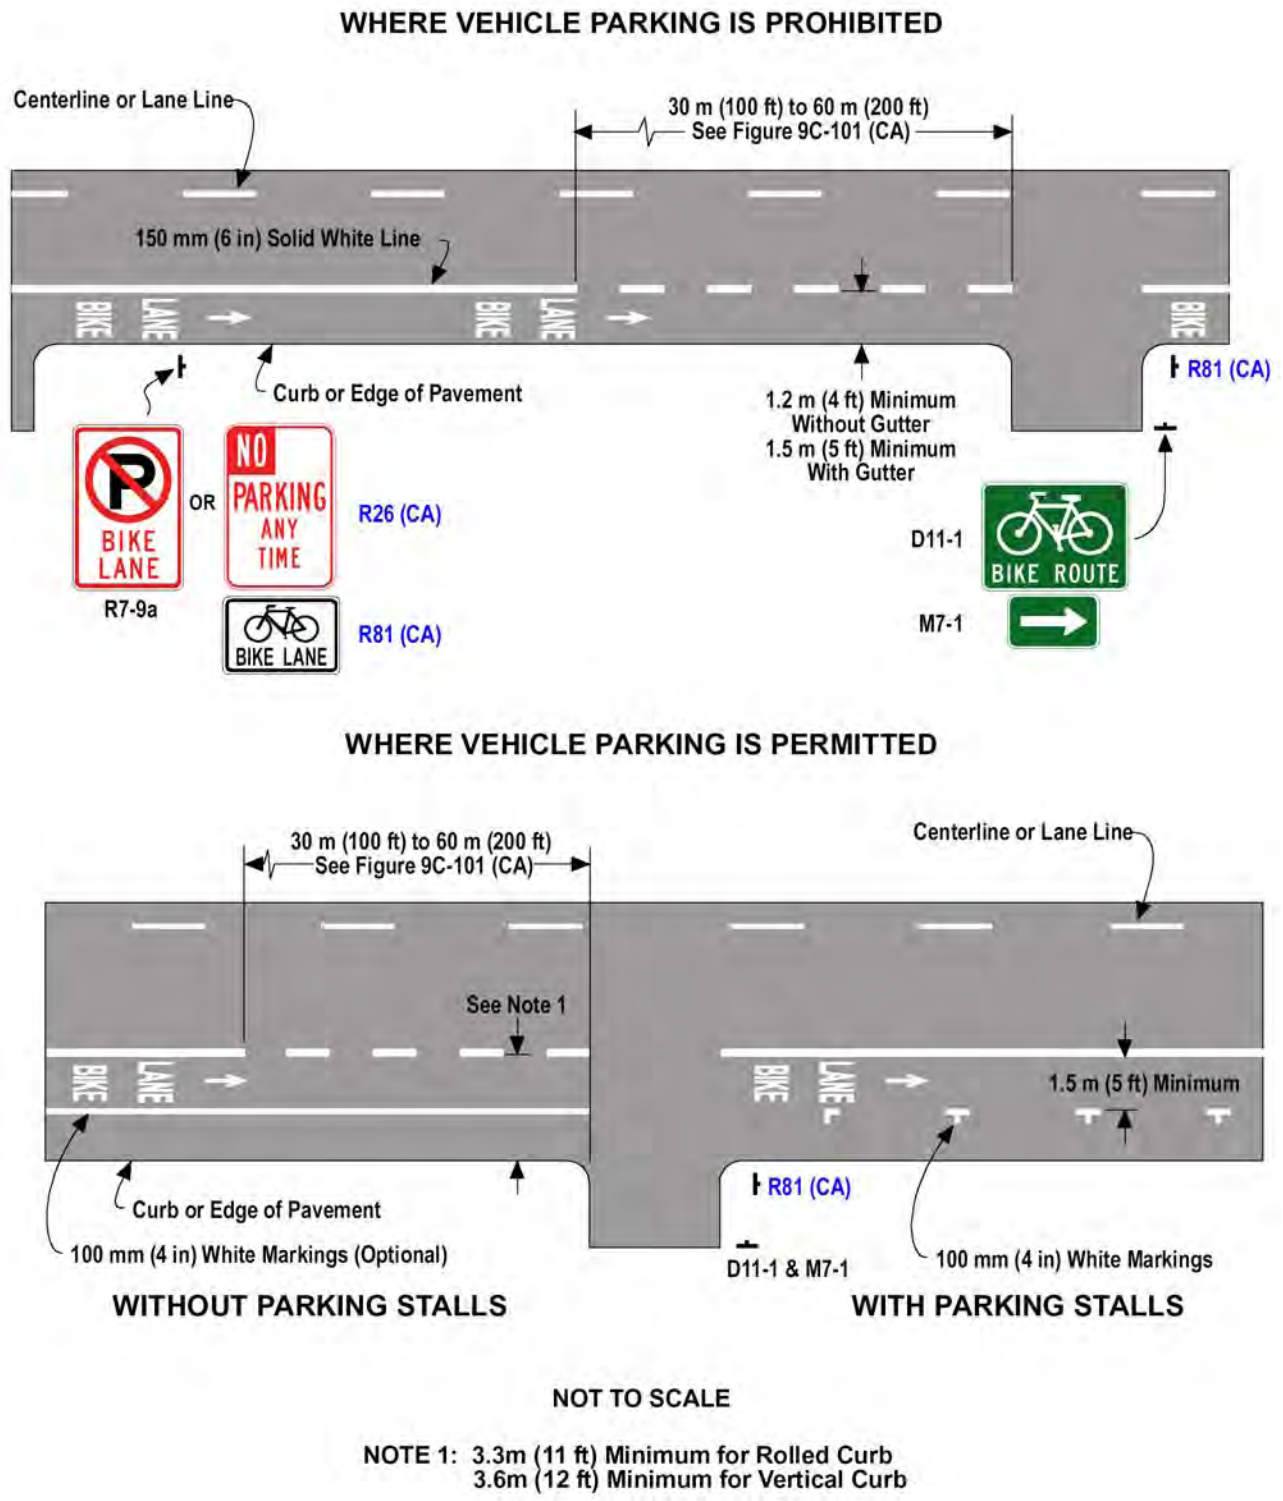 WHERE VEHICLE PARKING IS PROHIBITED
Centerline or Lane Line
30 m (100 ft) to 60 m (200 ft)
See Figure 9C-101 (CA)
150 mm (6 in) Solid White Line
BIKE LANE
BIKE LANE
BIKE
Curb or Edge of Pavement
1.2 m (4 ft) Minimum
Without Gutter
1.5 m (5 ft) Minimum
With Gutter
R81 (CA)
P
BIKE
LANE
R7-9a
OR
NO
PARKING
ANY
TIME
R26 (CA)
BIKE LANE
R81 (CA)
D11-1
BIKE ROUTE
M7-1
WHERE VEHICLE PARKING IS PERMITTED
30 m (100 ft) to 60 m (200 ft)
See Figure 9C-101 (CA)
Centerline or Lane Line
See Note 1
BIKE LANE
BIKE LANE
1.5 m (5 ft) Minimum
R81 (CA)
Curb or Edge of Pavement
100 mm (4 in) White Markings (Optional)
D11-1 & M7-1
100 mm (4 in) White Markings
WITHOUT PARKING STALLS
WITH PARKING STALLS
NOT TO SCALE
NOTE 1: 3.3m (11 ft) Minimum for Rolled Curb
3.6m (12 ft) Minimum for Vertical Curb